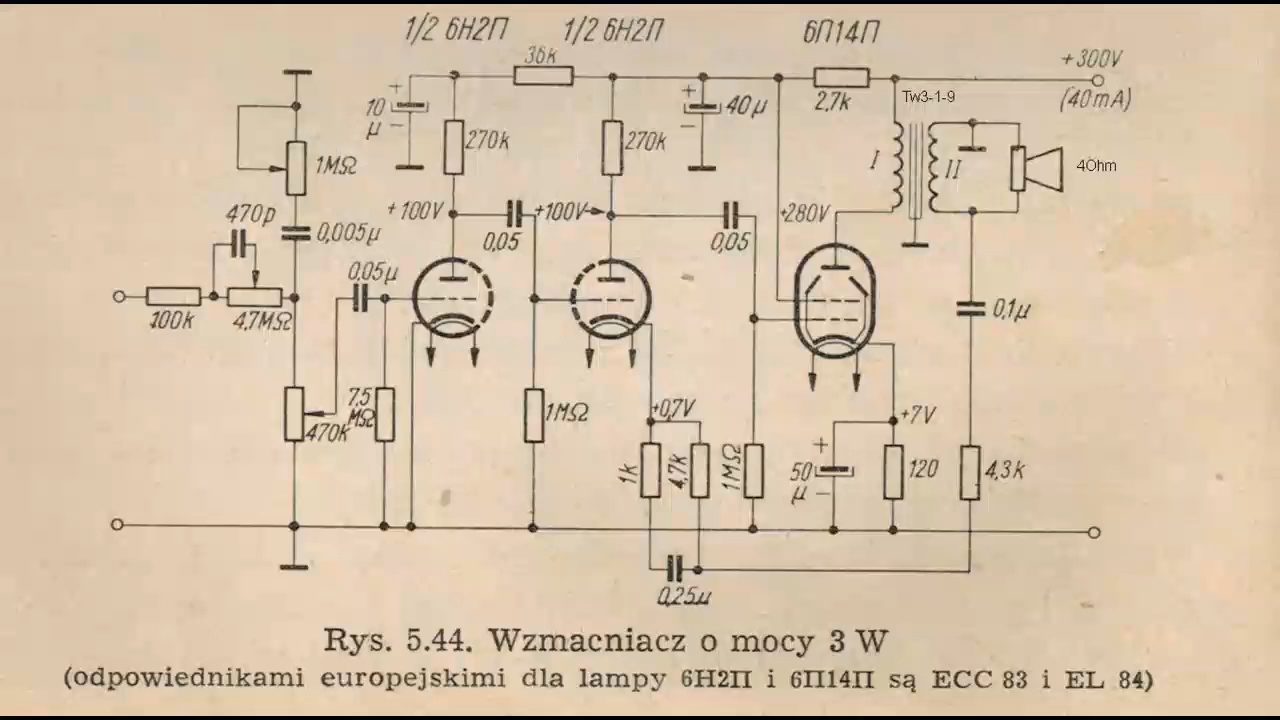 1/2 6Н2П
1/2 6Н2П
6П14П
36k
+300V
(40mA)
10
μ
+
−
270k
270k
+
−
40μ
2,7k
Tw3-1-9
I
II
4Ohm
1MΩ
470p
0,005μ
+100V
0,05
+100V
0,05
+280V
100k
4,7MΩ
0,05μ
0,1μ
470k
7,5
MΩ
1MΩ
+0,7V
1k
4,7k
1MΩ
+7V
+
50
μ
−
120
4,3k
0,25μ
Rys. 5.44. Wzmacniacz o mocy 3 W
(odpowiednikami europejskimi dla lampy 6Н2П i 6П14П są ECC 83 i EL 84)